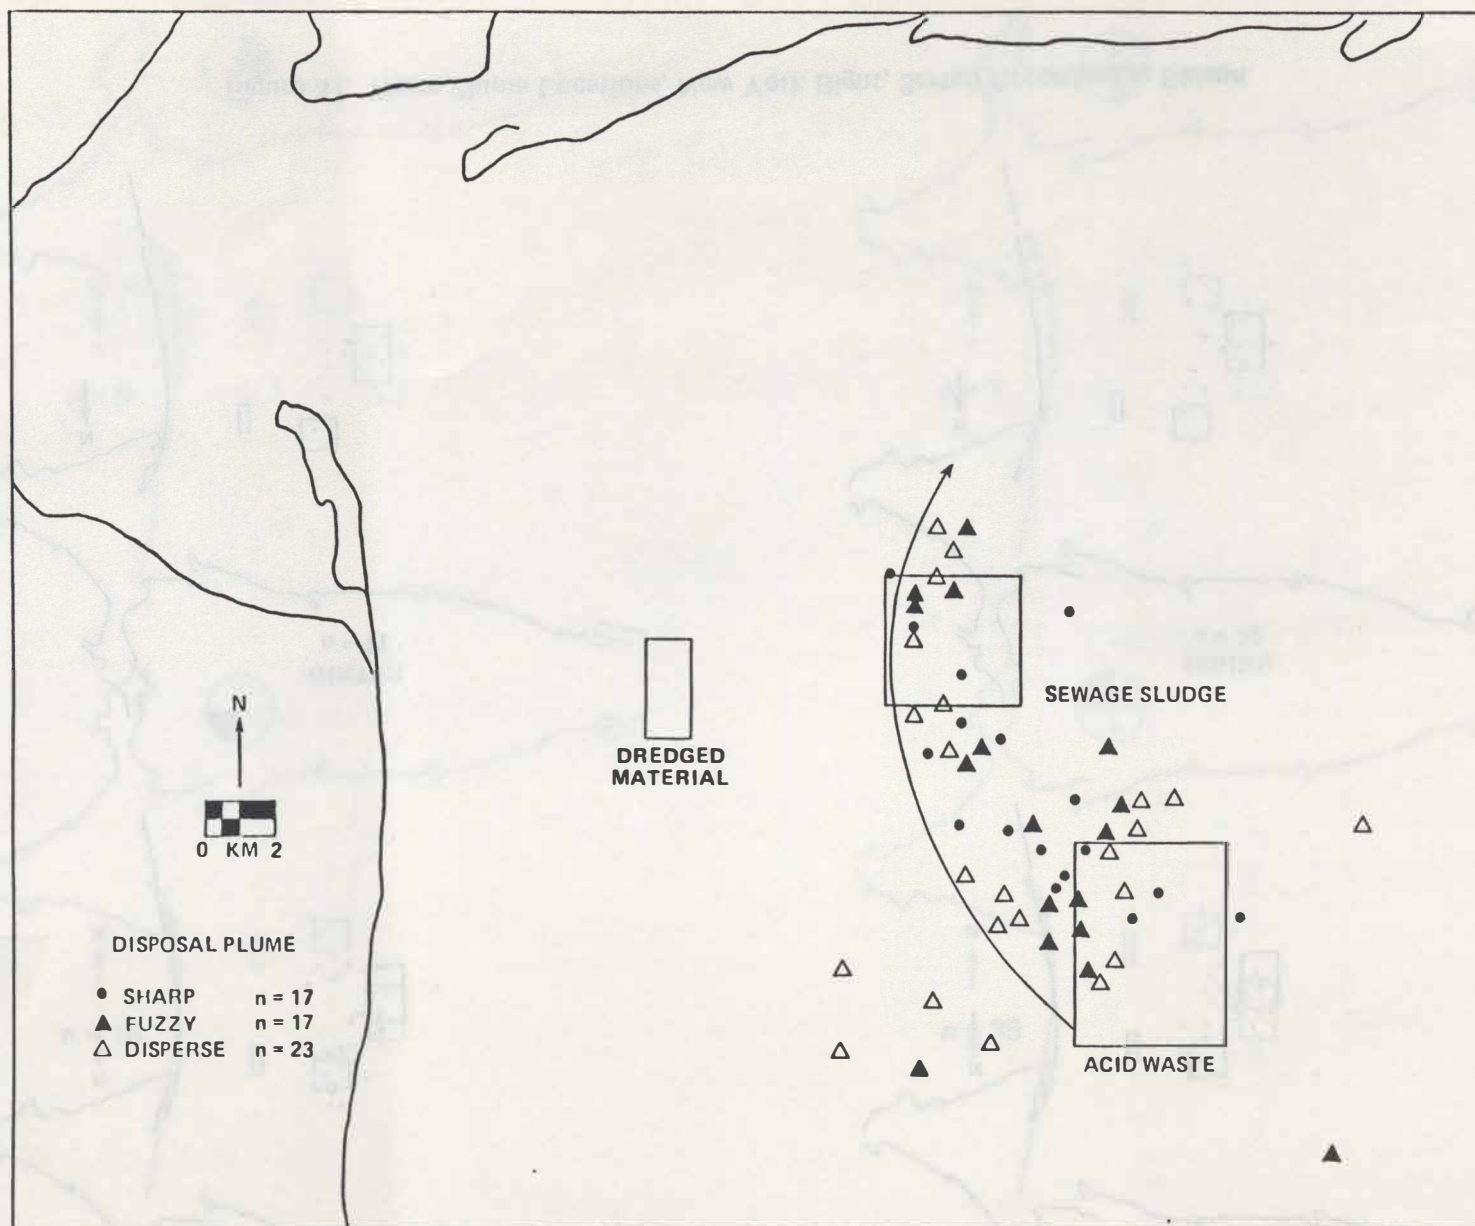 SEWAGE SLUDGE
N
DREDGED
MATERIAL
0 KM 2
DISPOSAL PLUME
● SHARP n = 17
▲ FUZZY n = 17
△ DISPERSE n = 23
ACID WASTE